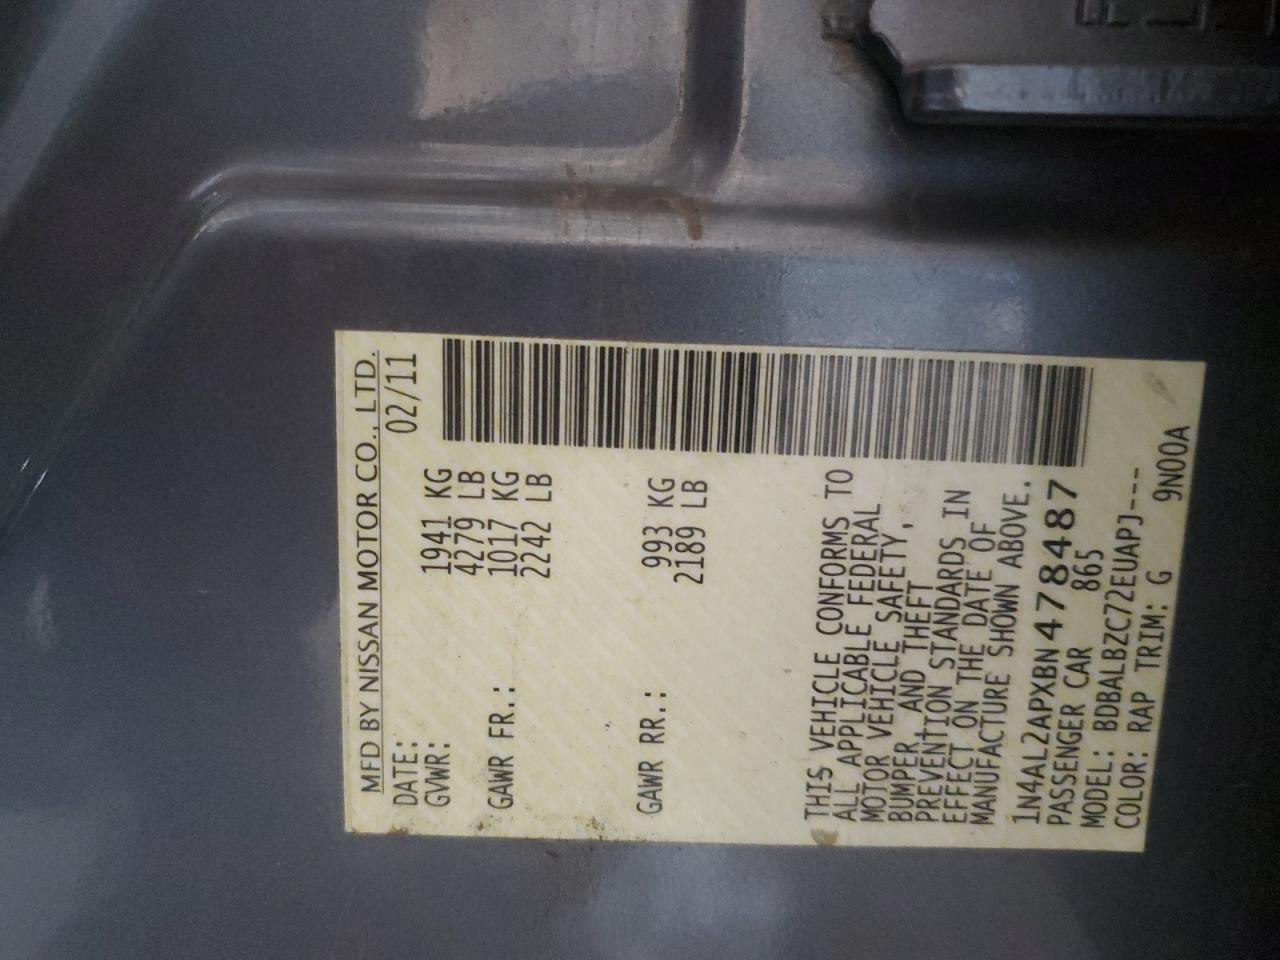 MFD BY NISSAN MOTOR CO., LTD.
DATE: 02/11
GVWR: 1941 KG
4279 LB
GAWR FR.: 1017 KG
2242 LB
GAWR RR.: 993 KG
2189 LB
THIS VEHICLE CONFORMS TO
ALL APPLICABLE FEDERAL
MOTOR VEHICLE SAFETY,
BUMPER, AND THEFT
PREVENTION STANDARDS IN
EFFECT ON THE DATE OF
MANUFACTURE SHOWN ABOVE.
1N4AL2APXBN478487
PASSENGER CAR 865
MODEL: BDBALBZC72EUAPJ---
COLOR: RAP TRIM: G 9N00A